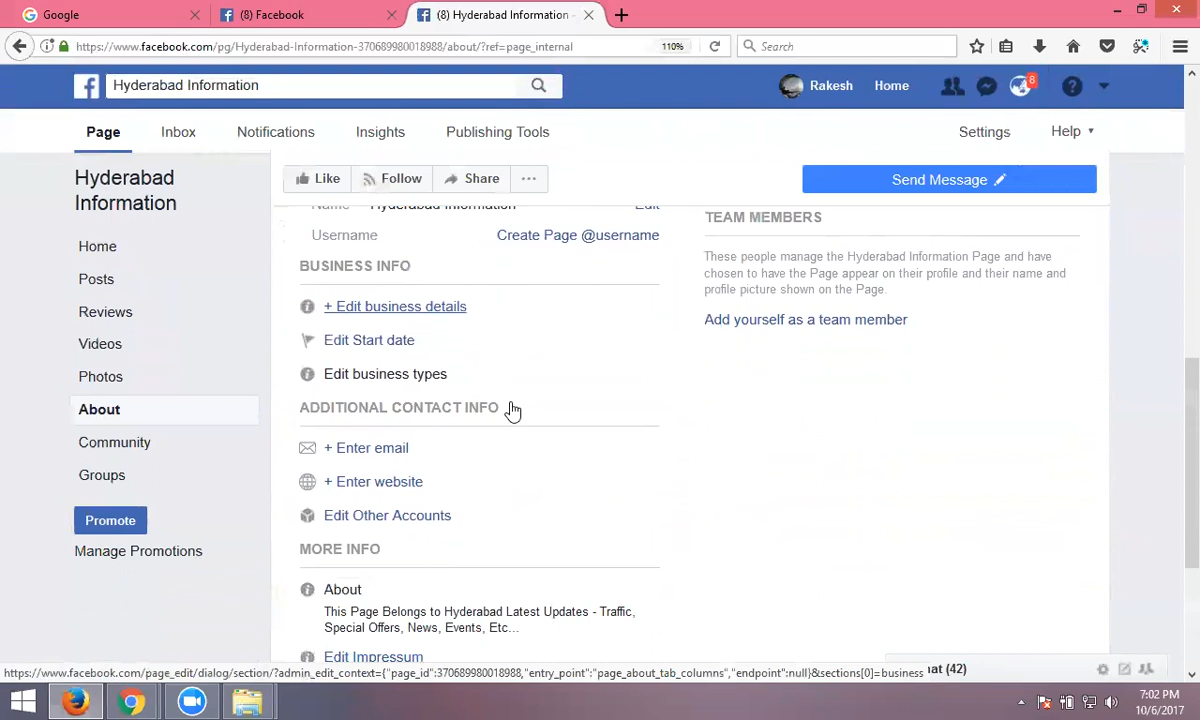 Google
(8) Facebook
(8) Hyderabad Information
https://www.facebook.com/pg/Hyderabad-Information-370689980018988/about/?ref=page_internal
110%
Search
Hyderabad Information
Rakesh
Home
8
Page
Inbox
Notifications
Insights
Publishing Tools
Settings
Help
Hyderabad
Information
Like
Follow
Share
Send Message
Home
Posts
Reviews
Videos
Photos
About
Community
Groups
Promote
Manage Promotions
Name
Hyderabad Information
Edit
Username
Create Page @username
BUSINESS INFO
+ Edit business details
Edit Start date
Edit business types
ADDITIONAL CONTACT INFO
+ Enter email
+ Enter website
Edit Other Accounts
MORE INFO
About
This Page Belongs to Hyderabad Latest Updates - Traffic,
Special Offers, News, Events, Etc...
Edit Impressum
TEAM MEMBERS
These people manage the Hyderabad Information Page and have
chosen to have the Page appear on their profile and their name and
profile picture shown on the Page.
Add yourself as a team member
https://www.facebook.com/page_edit/dialog/section/?admin_edit_context={"page_id":370689980018988,"entry_point":"page_about_tab_columns","endpoint":null}&sections[0]=business
hat (42)
7:02 PM
10/6/2017